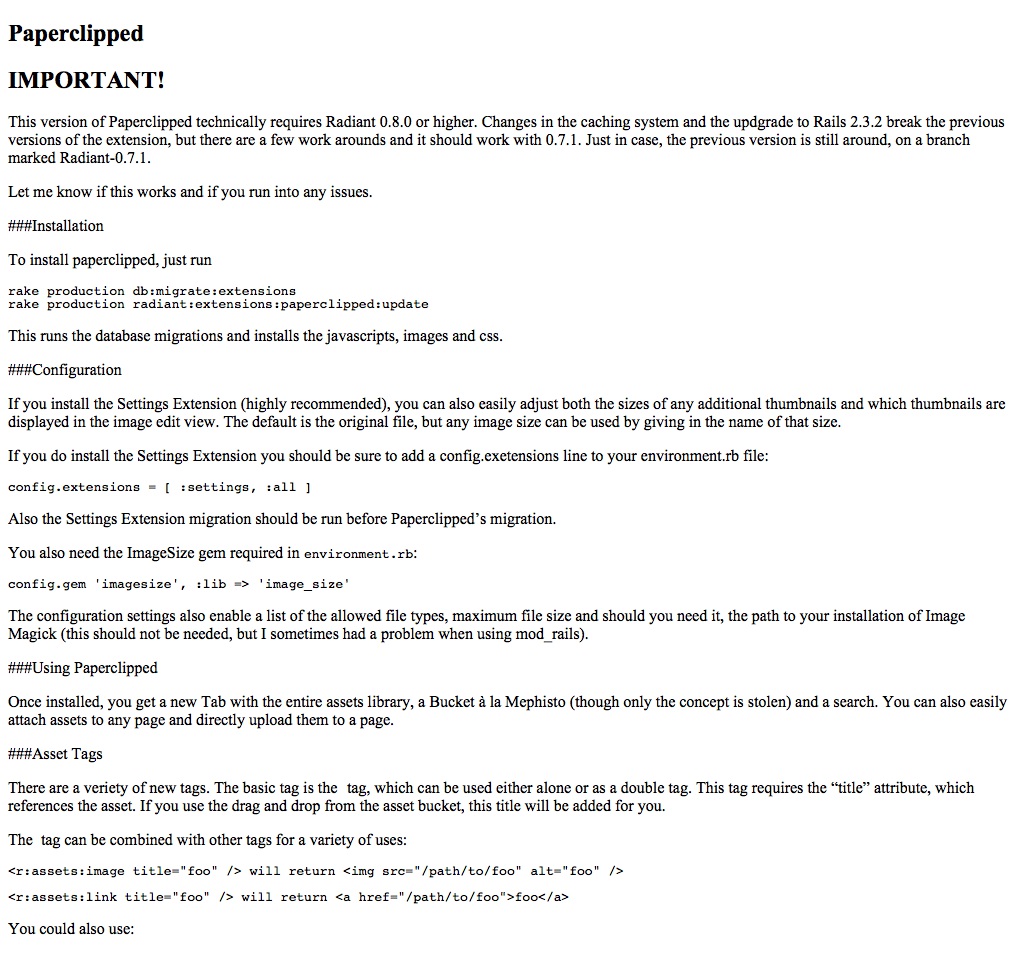 Paperclipped
IMPORTANT!
This version of Paperclipped technically requires Radiant 0.8.0 or higher. Changes in the caching system and the updgrade to Rails 2.3.2 break the previous
versions of the extension, but there are a few work arounds and it should work with 0.7.1. Just in case, the previous version is still around, on a branch
marked Radiant-0.7.1.
Let me know if this works and if you run into any issues.
###Installation
To install paperclipped, just run
rake production db:migrate:extensions
rake production radiant:extensions:paperclipped:update
This runs the database migrations and installs the javascripts, images and css.
###Configuration
If you install the Settings Extension (highly recommended), you can also easily adjust both the sizes of any additional thumbnails and which thumbnails are
displayed in the image edit view. The default is the original file, but any image size can be used by giving in the name of that size.
If you do install the Settings Extension you should be sure to add a config.exetensions line to your environment.rb file:
config.extensions = [ :settings, :all ]
Also the Settings Extension migration should be run before Paperclipped’s migration.
You also need the ImageSize gem required in environment.rb:
config.gem 'imagesize', :lib => 'image_size'
The configuration settings also enable a list of the allowed file types, maximum file size and should you need it, the path to your installation of Image
Magick (this should not be needed, but I sometimes had a problem when using mod_rails).
###Using Paperclipped
Once installed, you get a new Tab with the entire assets library, a Bucket à la Mephisto (though only the concept is stolen) and a search. You can also easily
attach assets to any page and directly upload them to a page.
###Asset Tags
There are a veriety of new tags. The basic tag is the  tag, which can be used either alone or as a double tag. This tag requires the “title” attribute, which
references the asset. If you use the drag and drop from the asset bucket, this title will be added for you.
The  tag can be combined with other tags for a variety of uses:
<r:assets:image title="foo" /> will return <img src="/path/to/foo" alt="foo" />
<r:assets:link title="foo" /> will return <a href="/path/to/foo">foo</a>
You could also use: